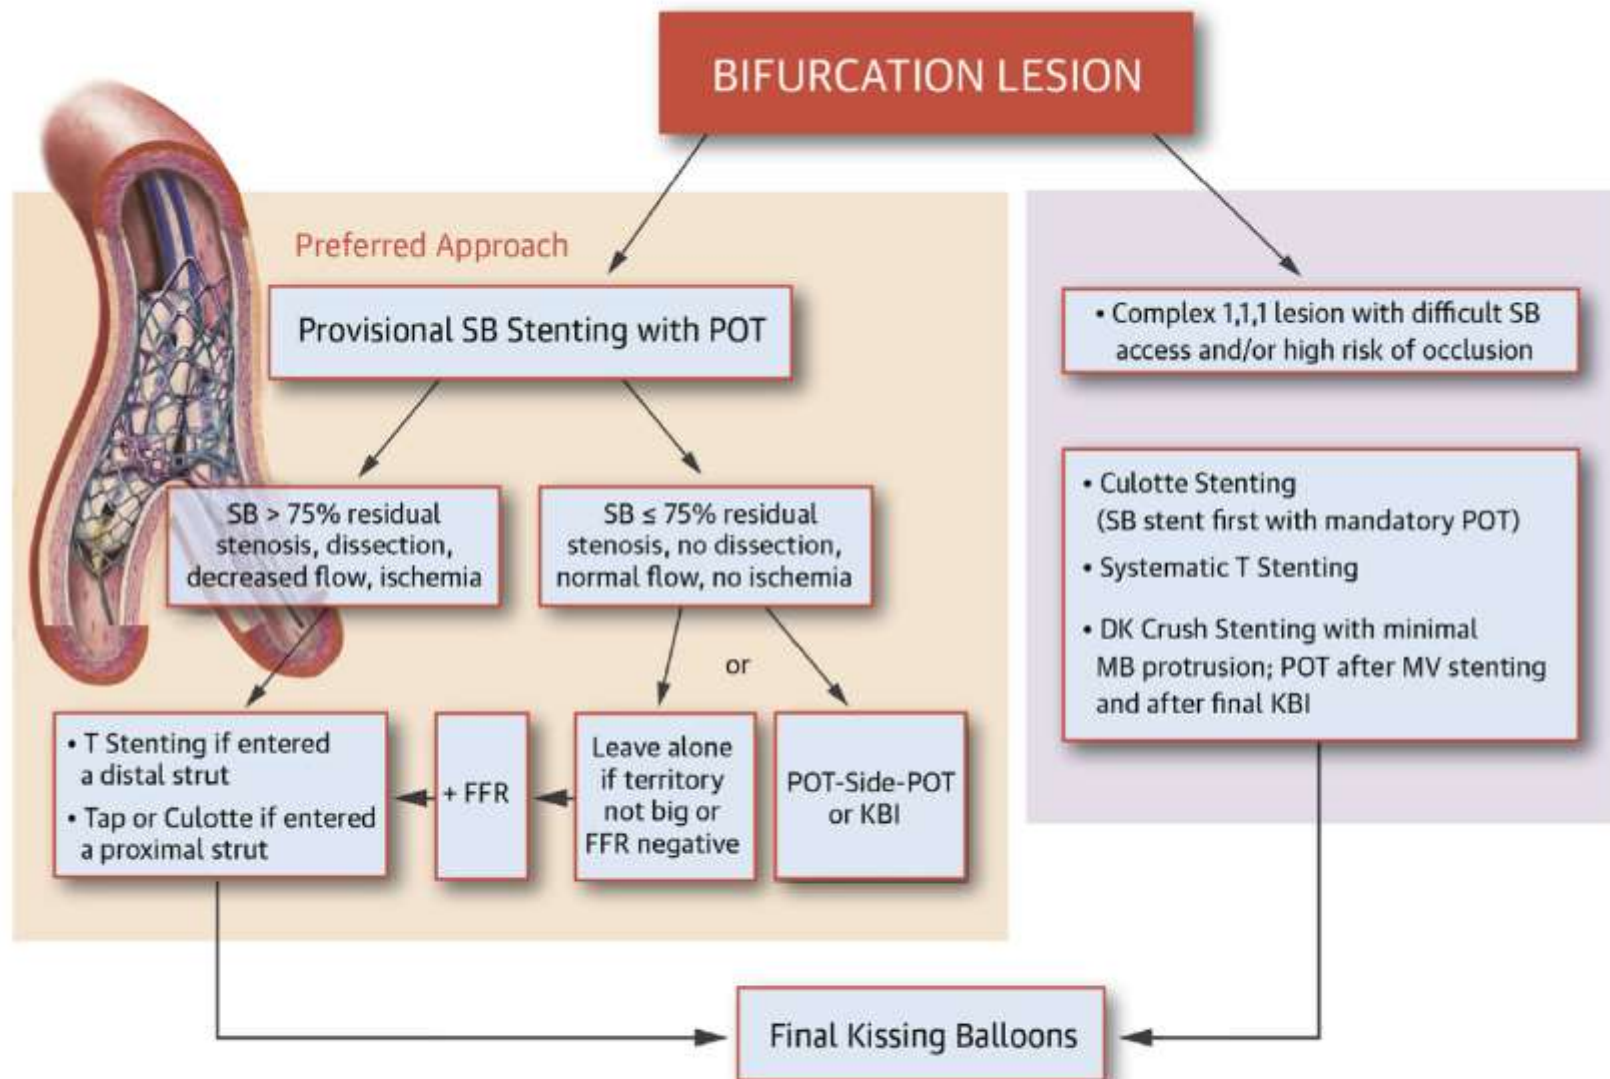 BIFURCATION LESION
Preferred Approach
Provisional SB Stenting with POT
SB > 75% residual
stenosis, dissection,
decreased flow, ischemia
SB ≤ 75% residual
stenosis, no dissection,
normal flow, no ischemia
or
• T Stenting if entered
a distal strut
• Tap or Culotte if entered
a proximal strut
+ FFR
Leave alone
if territory
not big or
FFR negative
POT-Side-POT
or KBI
• Complex 1,1,1 lesion with difficult SB
access and/or high risk of occlusion
• Culotte Stenting
(SB stent first with mandatory POT)
• Systematic T Stenting
• DK Crush Stenting with minimal
MB protrusion; POT after MV stenting
and after final KBI
Final Kissing Balloons